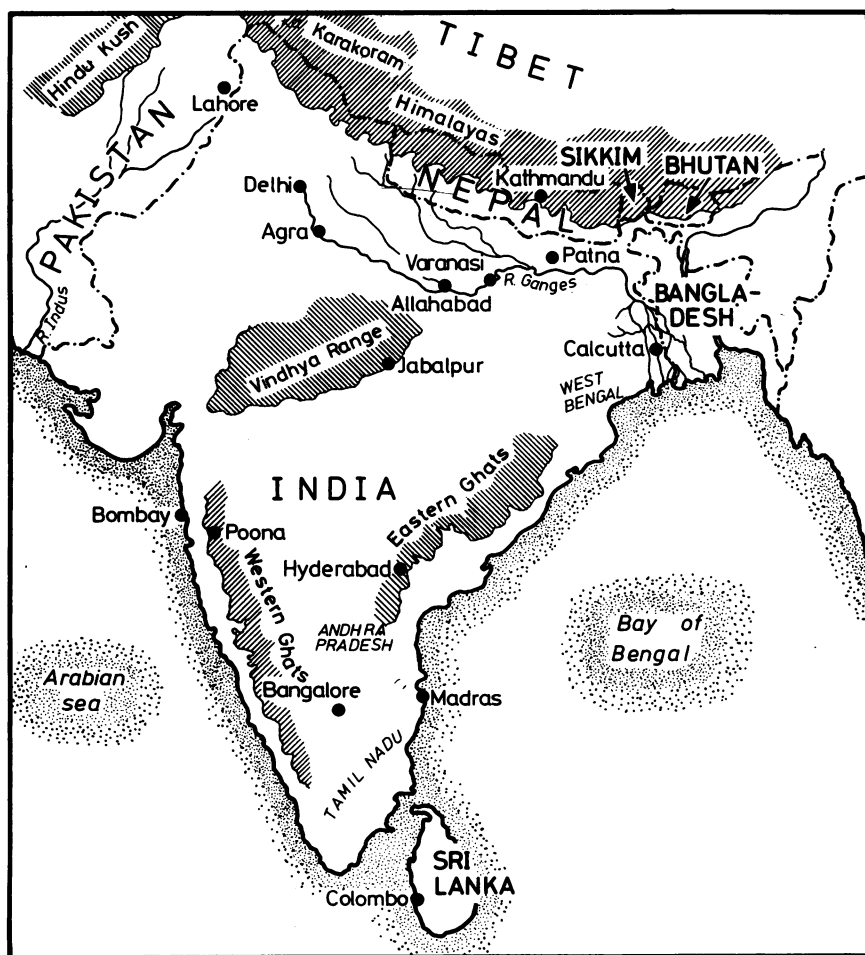 TIBET
Karakoram
Hindu Kush
Lahore
Himalayas
PAKISTAN
SIKKIM
BHUTAN
NEPAL
Kathmandu
Delhi
Agra
Varanasi
Patna
R. Ganges
Allahabad
BANGLA-
DESH
R. Indus
Vindhya Range
Jabalpur
Calcutta
WEST
BENGAL
INDIA
Eastern Ghats
Bombay
Poona
Hyderabad
Western Ghats
ANDHRA
PRADESH
Bay of
Bengal
Arabian
sea
Bangalore
Madras
TAMIL NADU
SRI
LANKA
Colombo